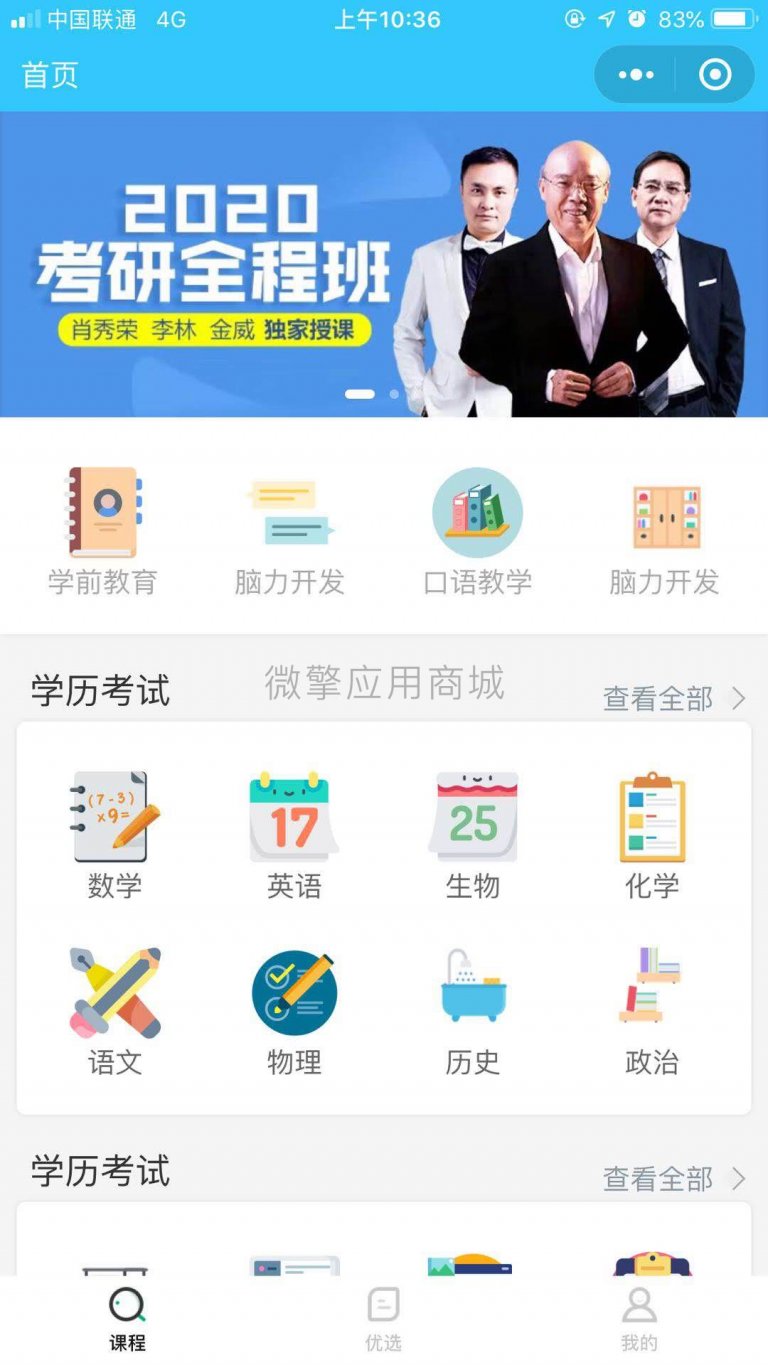 中国联通 4G 上午10:36 83%
首页
2020
考研全程班
肖秀荣 李林 金威 独家授课
学前教育 脑力开发 口语教学 脑力开发
微擎应用商城
学历考试 查看全部
(7-3)
x9=
17 25
数学 英语 生物 化学
语文 物理 历史 政治
学历考试 查看全部
课程 优选 我的